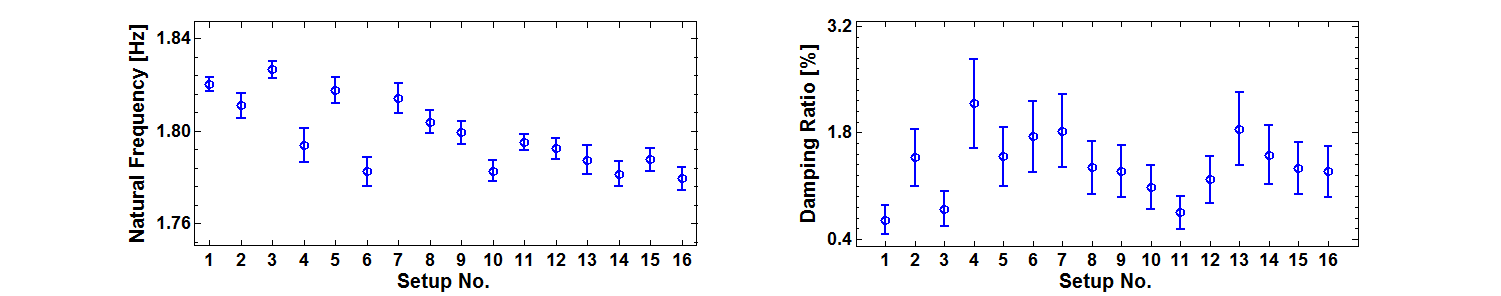 Natural Frequency [Hz]
1.84
1.80
1.76
1 2 3 4 5 6 7 8 9 10 11 12 13 14 15 16
Setup No.
Damping Ratio [%]
3.2
1.8
0.4
1 2 3 4 5 6 7 8 9 10 11 12 13 14 15 16
Setup No.